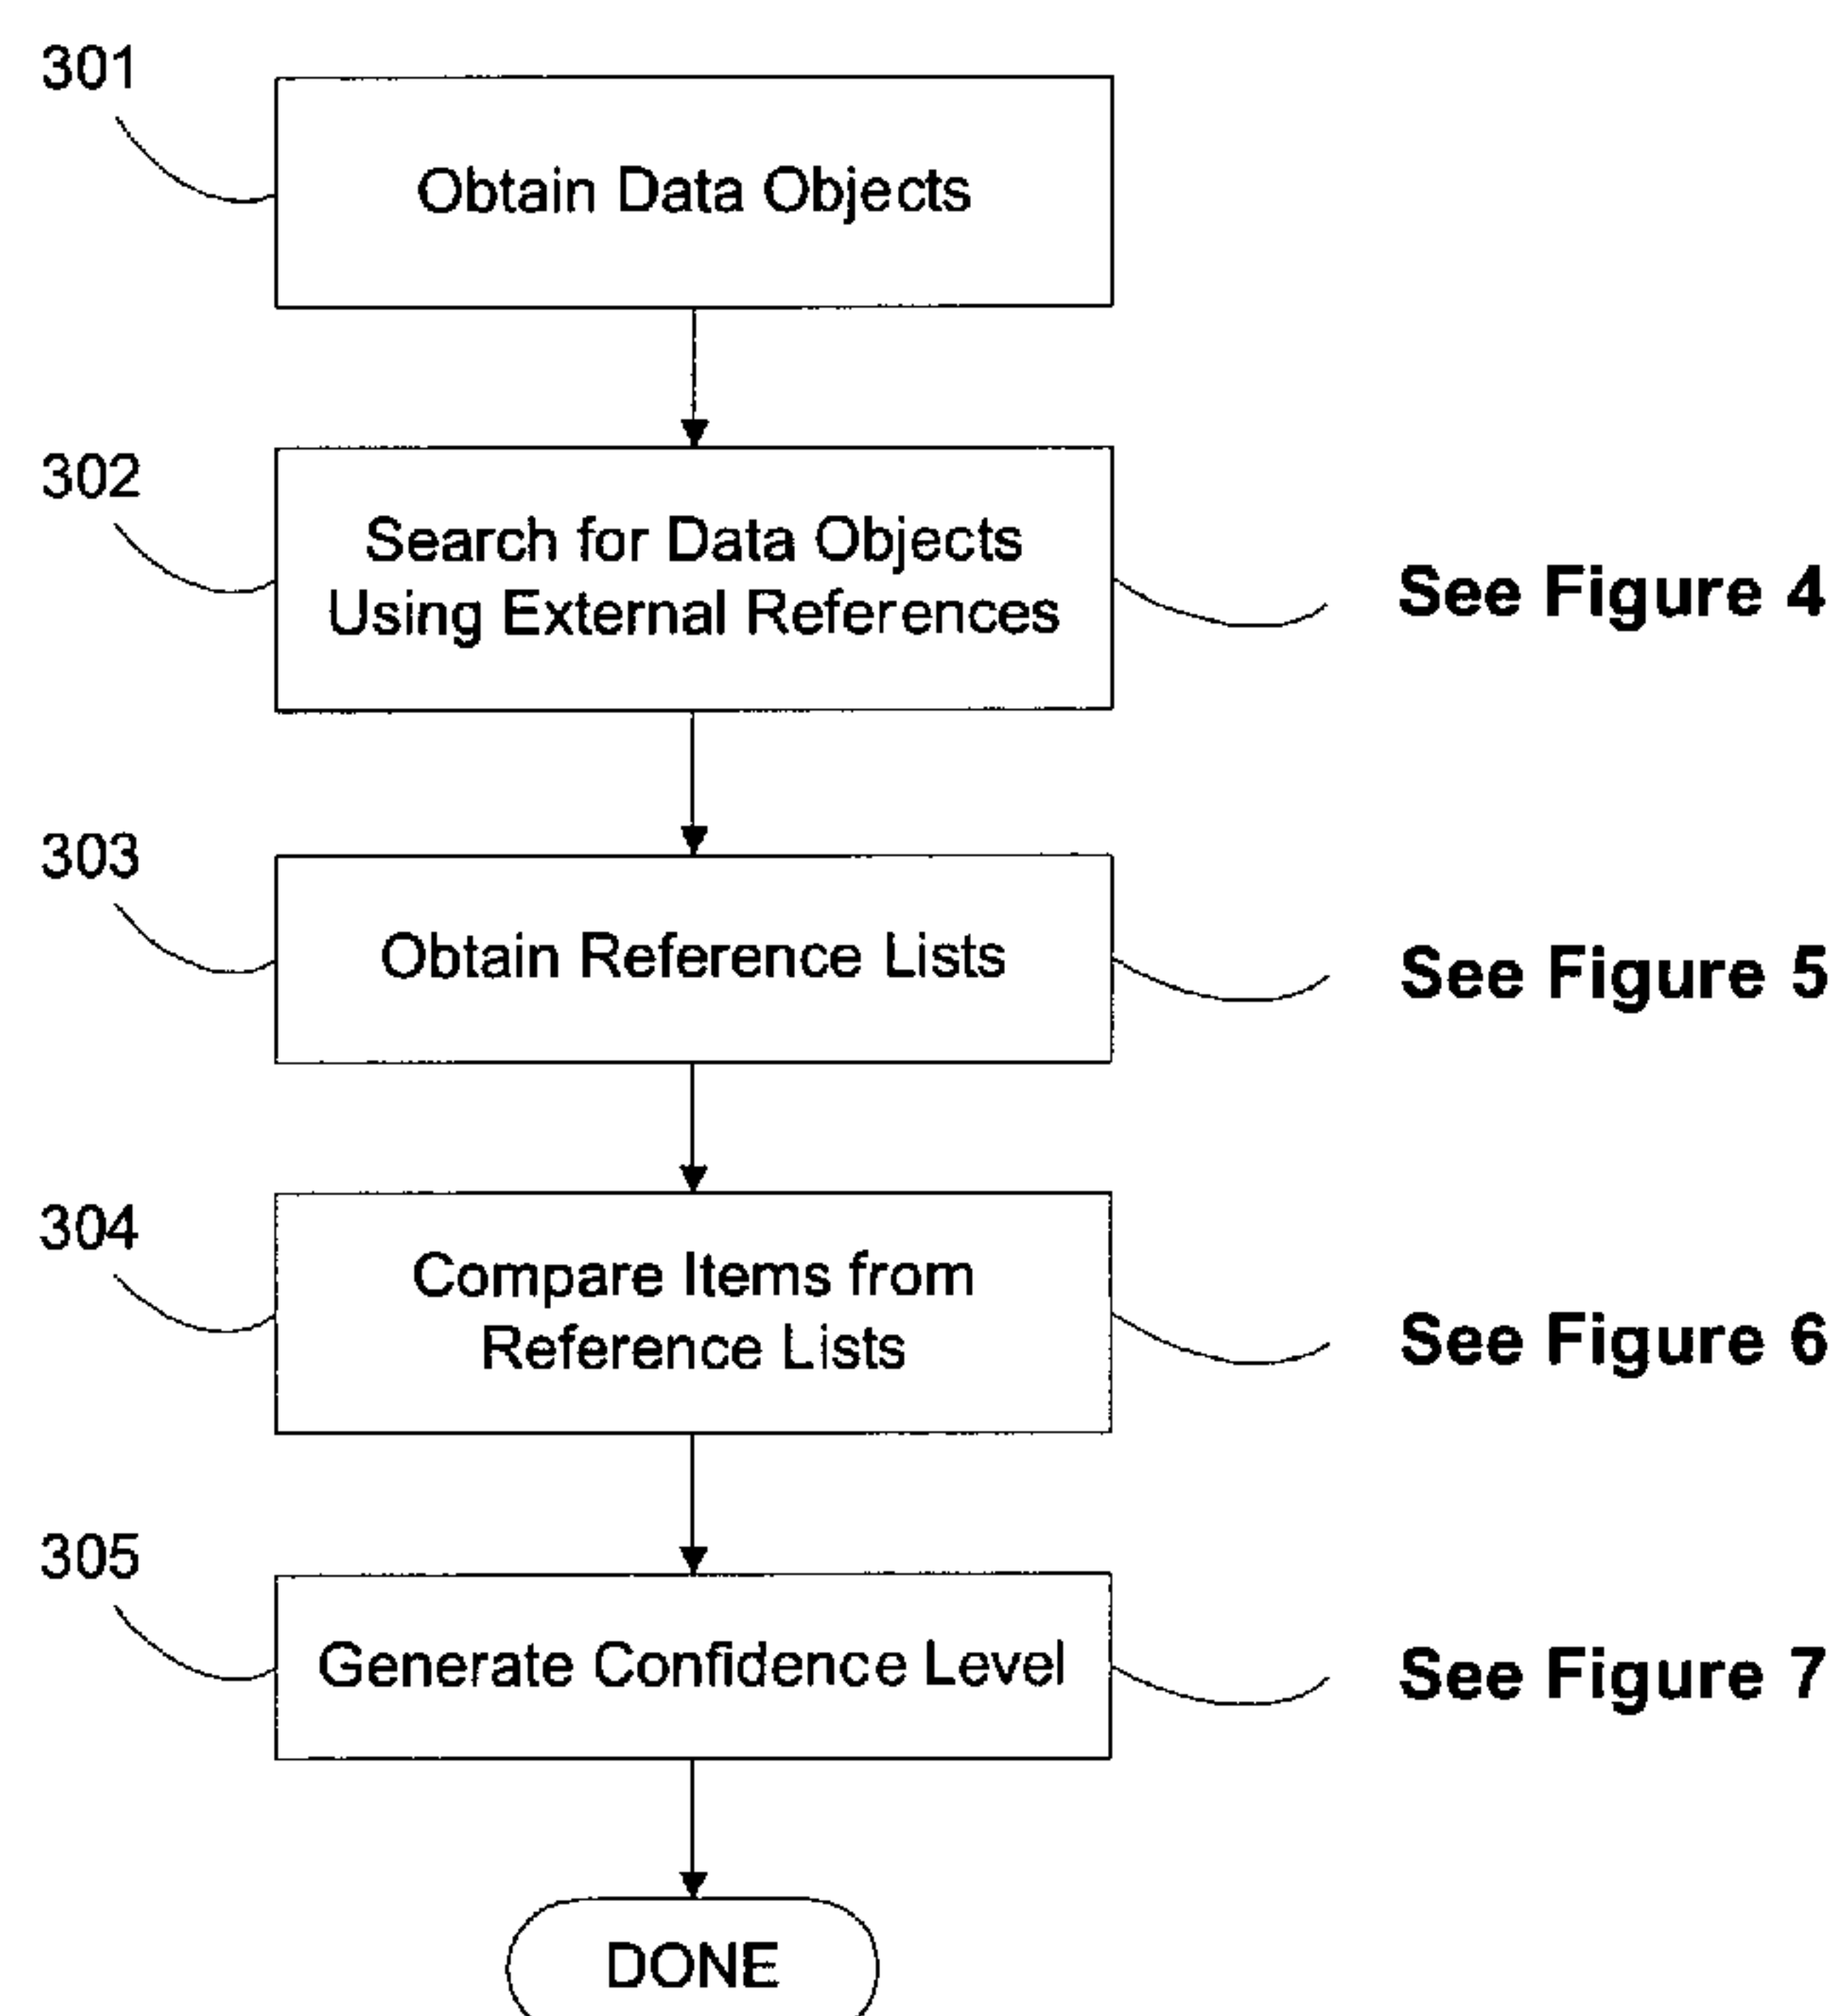 301
Obtain Data Objects
302
Search for Data Objects
Using External References
See Figure 4
303
Obtain Reference Lists
See Figure 5
304
Compare Items from
Reference Lists
See Figure 6
305
Generate Confidence Level
See Figure 7
DONE